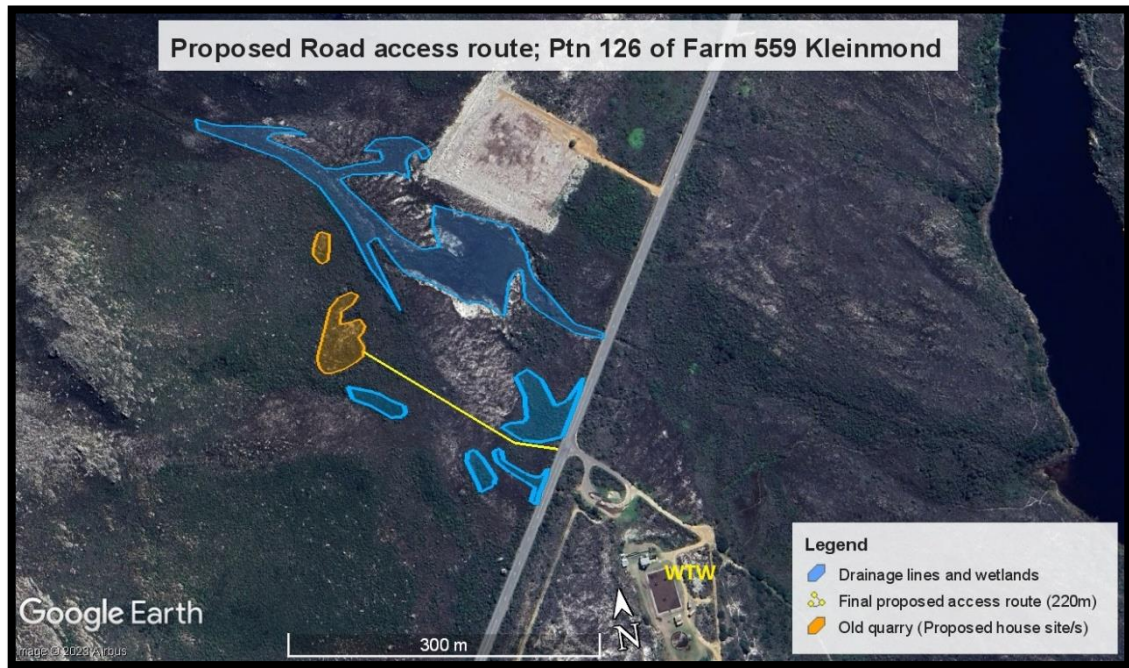 Proposed Road access route; Ptn 126 of Farm 559 Kleinmond
WTW
Legend
Drainage lines and wetlands
Final proposed access route (220m)
Old quarry (Proposed house site/s)
Google Earth
300 m
N
Image © 2023 Airbus